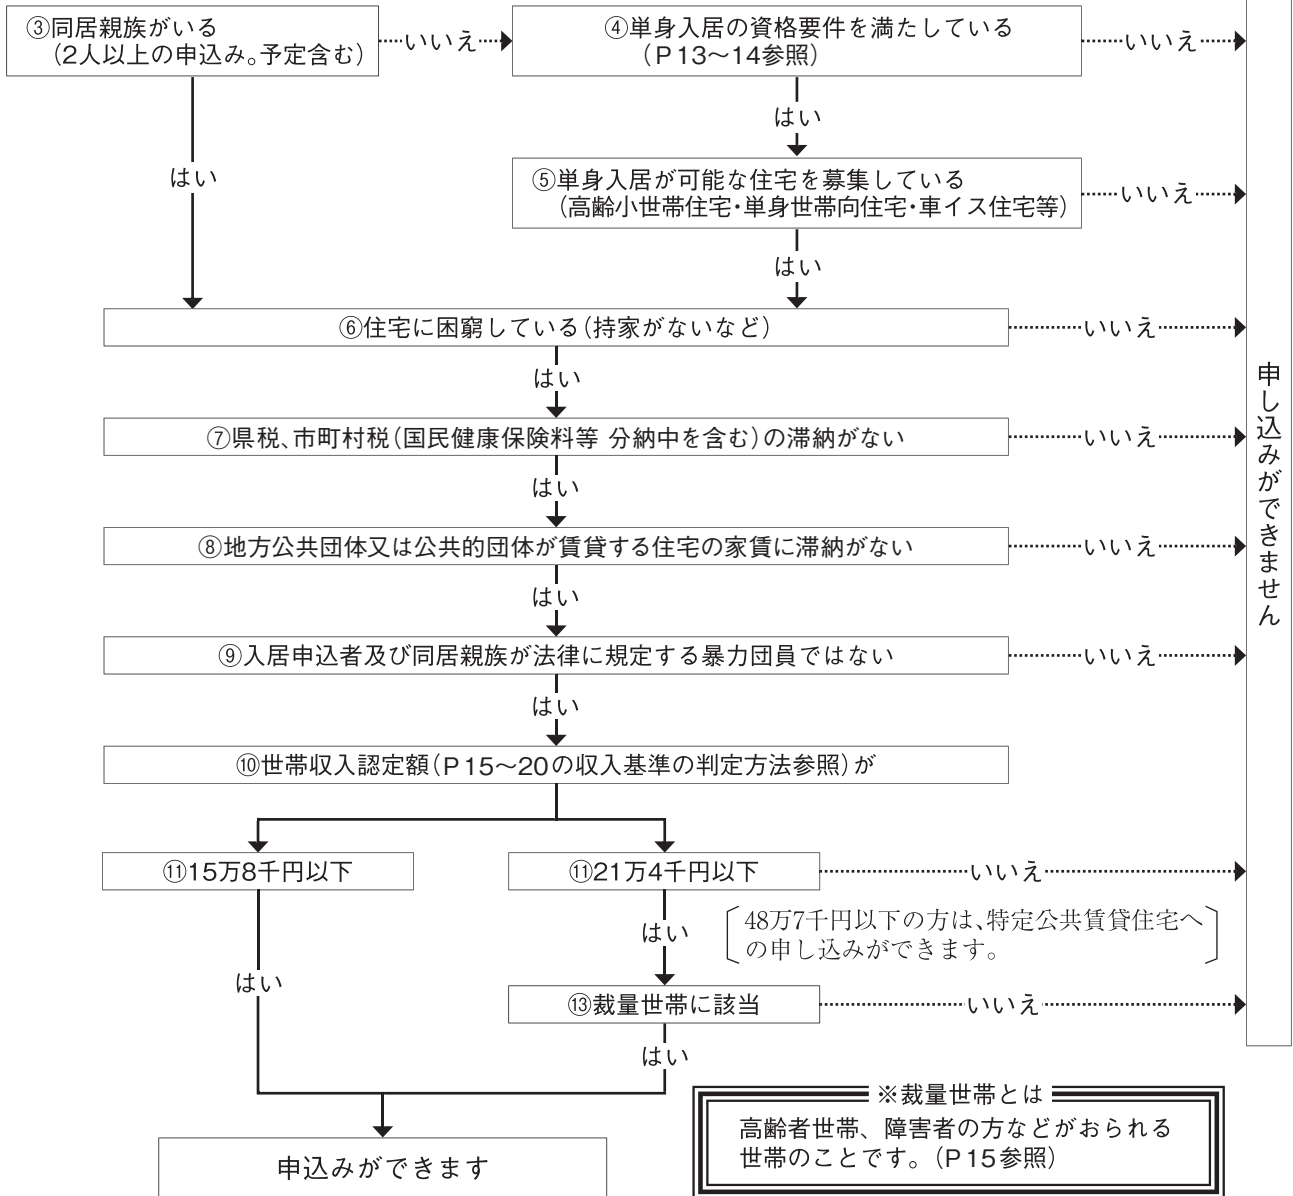 ③同居親族がいる
（2人以上の申込み。予定含む）
いいえ
④単身入居の資格要件を満たしている
（P13〜14参照）
いいえ
はい
はい
⑤単身入居が可能な住宅を募集している
（高齢小世帯住宅・単身世帯向住宅・車イス住宅等）
いいえ
はい
⑥住宅に困窮している（持家がないなど）
いいえ
はい
⑦県税、市町村税（国民健康保険料等 分納中を含む）の滞納がない
いいえ
はい
⑧地方公共団体又は公共的団体が賃貸する住宅の家賃に滞納がない
いいえ
はい
⑨入居申込者及び同居親族が法律に規定する暴力団員ではない
いいえ
はい
⑩世帯収入認定額（P15〜20の収入基準の判定方法参照）が
⑪15万8千円以下
⑪21万4千円以下
いいえ
はい
〔48万7千円以下の方は、特定公共賃貸住宅へ
の申し込みができます。〕
はい
⑬裁量世帯に該当
いいえ
はい
申し込みができません
※裁量世帯とは
高齢者世帯、障害者の方などがおられる
世帯のことです。（P15参照）
申込みができます